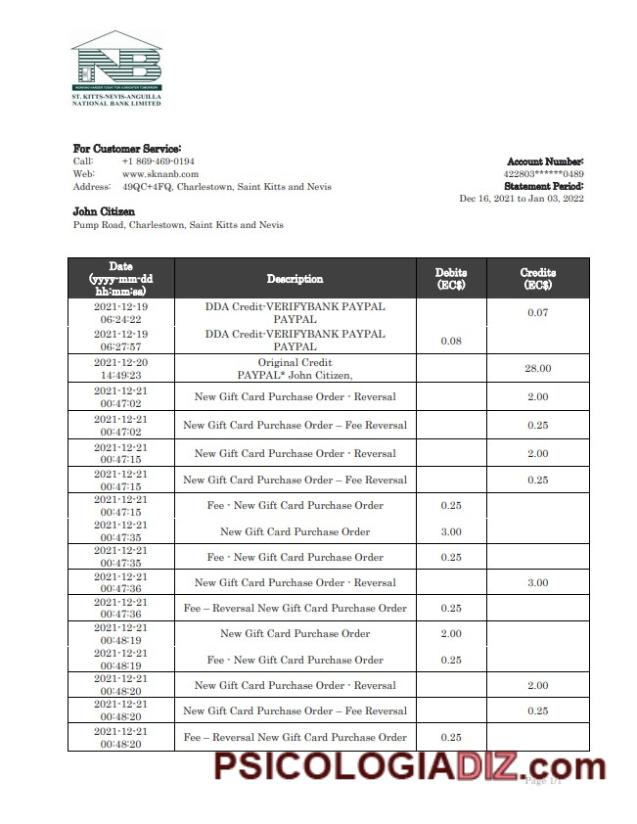 NB
WORKING HARDER TODAY FOR A BRIGHTER TOMORROW
ST. KITTS-NEVIS-ANGUILLA
NATIONAL BANK LIMITED
For Customer Service:
Call: +1 869-469-0194
Web: www.sknanb.com
Address: 49QC+4FQ, Charlestown, Saint Kitts and Nevis
Account Number:
422803******0489
Statement Period:
Dec 16, 2021 to Jan 03, 2022
John Citizen
Pump Road, Charlestown, Saint Kitts and Nevis
Date (yyyy-mm-dd hh:mm:ss) Description Debits (EC$) Credits (EC$)
2021-12-19 06:24:22 DDA Credit-VERIFYBANK PAYPAL PAYPAL 0.07
2021-12-19 06:27:57 DDA Credit-VERIFYBANK PAYPAL PAYPAL 0.08
2021-12-20 14:49:23 Original Credit PAYPAL* John Citizen, 28.00
2021-12-21 00:47:02 New Gift Card Purchase Order - Reversal 2.00
2021-12-21 00:47:02 New Gift Card Purchase Order – Fee Reversal 0.25
2021-12-21 00:47:15 New Gift Card Purchase Order - Reversal 2.00
2021-12-21 00:47:15 New Gift Card Purchase Order – Fee Reversal 0.25
2021-12-21 00:47:15 Fee - New Gift Card Purchase Order 0.25
2021-12-21 00:47:35 New Gift Card Purchase Order 3.00
2021-12-21 00:47:35 Fee - New Gift Card Purchase Order 0.25
2021-12-21 00:47:36 New Gift Card Purchase Order - Reversal 3.00
2021-12-21 00:47:36 Fee – Reversal New Gift Card Purchase Order 0.25
2021-12-21 00:48:19 New Gift Card Purchase Order 2.00
2021-12-21 00:48:19 Fee - New Gift Card Purchase Order 0.25
2021-12-21 00:48:20 New Gift Card Purchase Order - Reversal 2.00
2021-12-21 00:48:20 New Gift Card Purchase Order – Fee Reversal 0.25
2021-12-21 00:48:20 Fee – Reversal New Gift Card Purchase Order 0.25
PSICOLOGIADIZ.com
Page 1/1